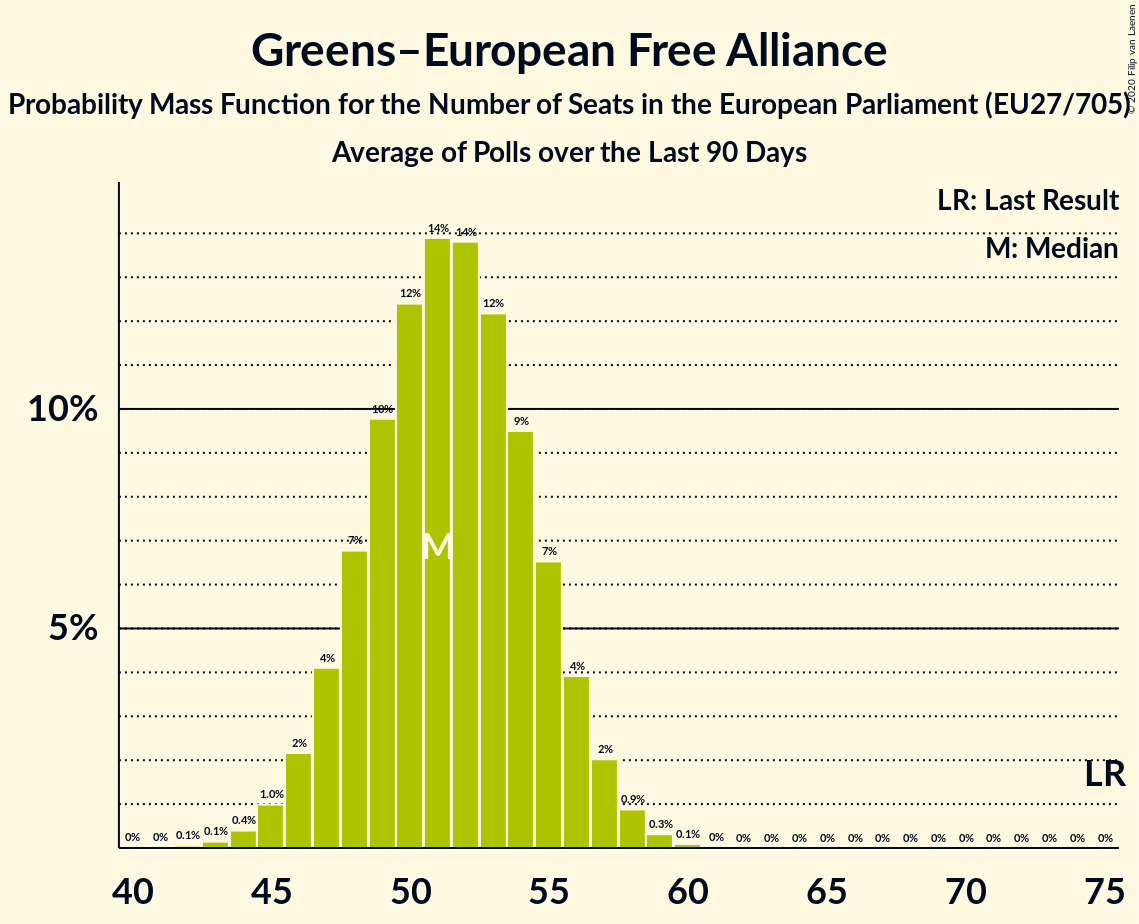 Greens–European Free Alliance
Probability Mass Function for the Number of Seats in the European Parliament (EU27/705)
Average of Polls over the Last 90 Days
© 2020 Filip van Laenen
LR: Last Result
M: Median
10%
5%
0% 0% 0.1% 0.1% 0.4% 1.0% 2% 4% 7% 10% 12% 14% 14% 12% 9% 7% 4% 2% 0.9% 0.3% 0.1% 0% 0% 0% 0% 0% 0% 0% 0% 0% 0% 0% 0% 0% 0% 0%
M
LR
40 45 50 55 60 65 70 75